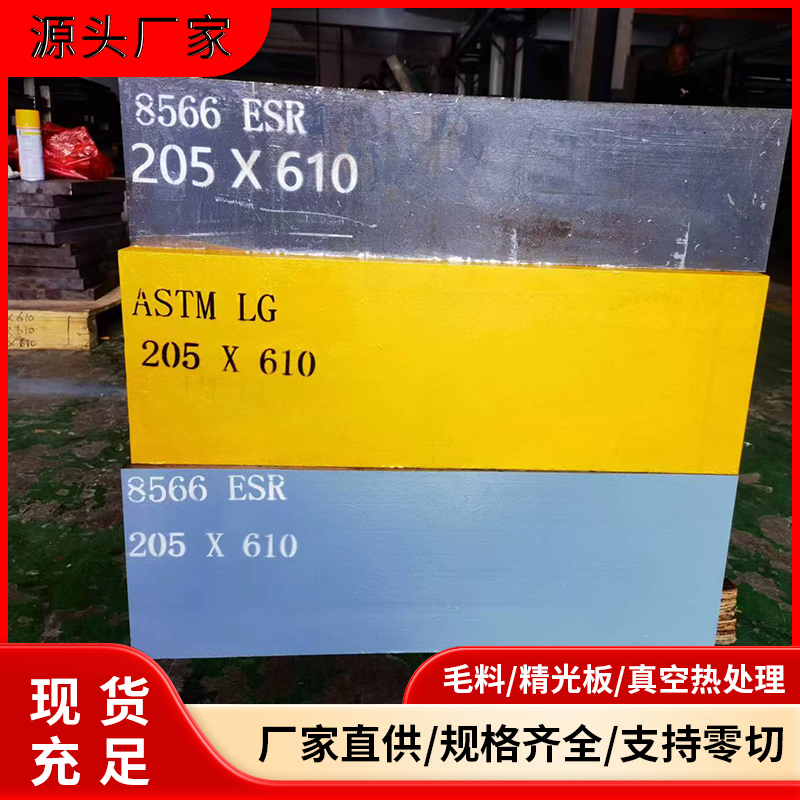 源头厂家
8566 ESR
205 X 610
ASTM LG
205 X 610
8566 ESR
205 X 610
X 610
现货
充足
毛料/精光板/真空热处理
厂家直供/规格齐全/支持零切